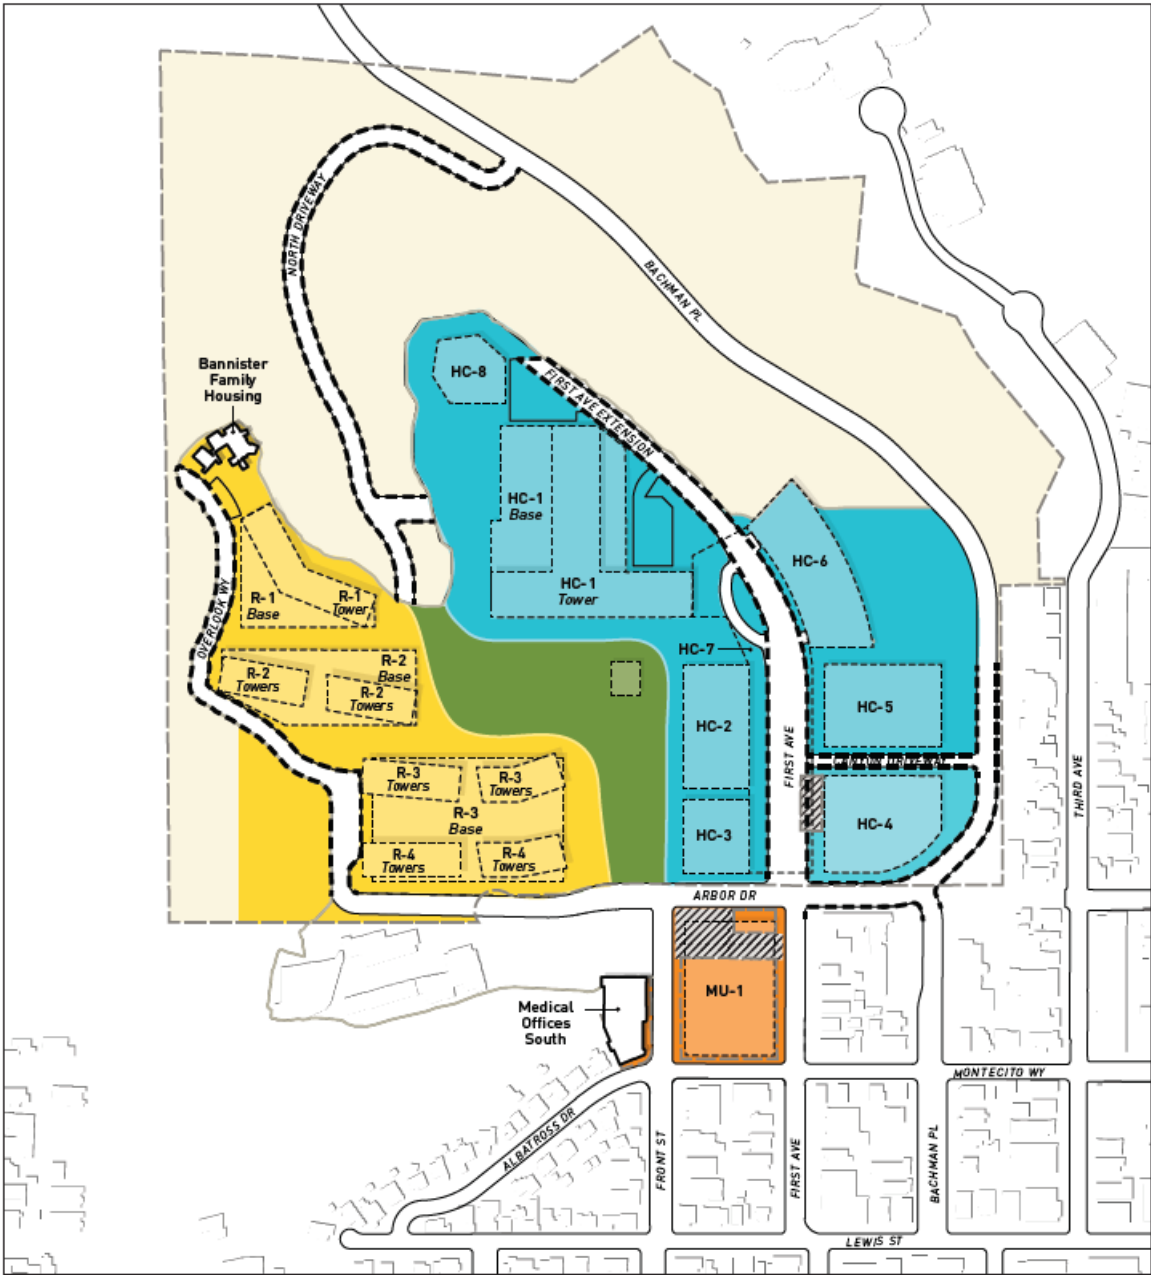 NORTH DRIVEWAY
BACHMAN PL
Bannister
Family
Housing
HC-8
FIRST AVE EXTENSION
HC-1
Base
HC-6
HC-1
Tower
R-1
Base
R-1
Tower
OVERLOOK WY
HC-7
R-2
Base
R-2
Towers
R-2
Towers
HC-5
HC-2
FIRST AVE
CANYON DRIVEWAY
THIRD AVE
R-3
Towers
R-3
Towers
R-3
Base
HC-4
HC-3
R-4
Towers
R-4
Towers
ARBOR DR
MU-1
Medical
Offices
South
MONTECITO WY
ALBATROSS DR
FRONT ST
FIRST AVE
BACHMAN PL
LEWIS ST